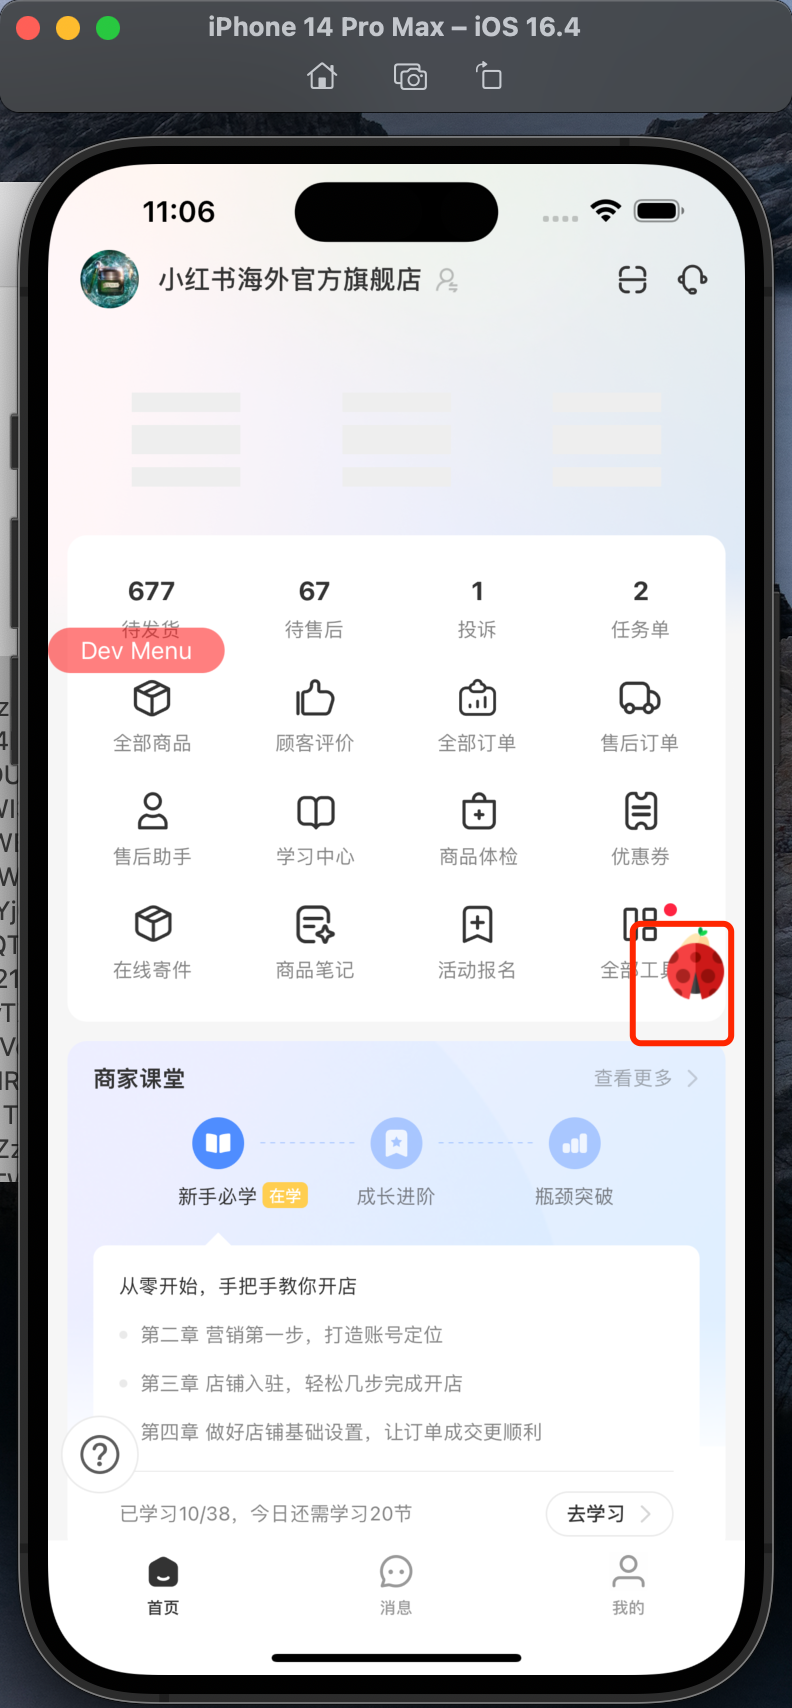 iPhone 14 Pro Max – iOS 16.4
11:06
小红书海外官方旗舰店
677 67 1 2
待发货 待售后 投诉 任务单
Dev Menu
全部商品 顾客评价 全部订单 售后订单
售后助手 学习中心 商品体检 优惠券
在线寄件 商品笔记 活动报名 全部工具
商家课堂 查看更多
新手必学 在学 成长进阶 瓶颈突破
从零开始，手把手教你开店
第二章 营销第一步，打造账号定位
第三章 店铺入驻，轻松几步完成开店
第四章 做好店铺基础设置，让订单成交更顺利
已学习10/38，今日还需学习20节 去学习
首页 消息 我的